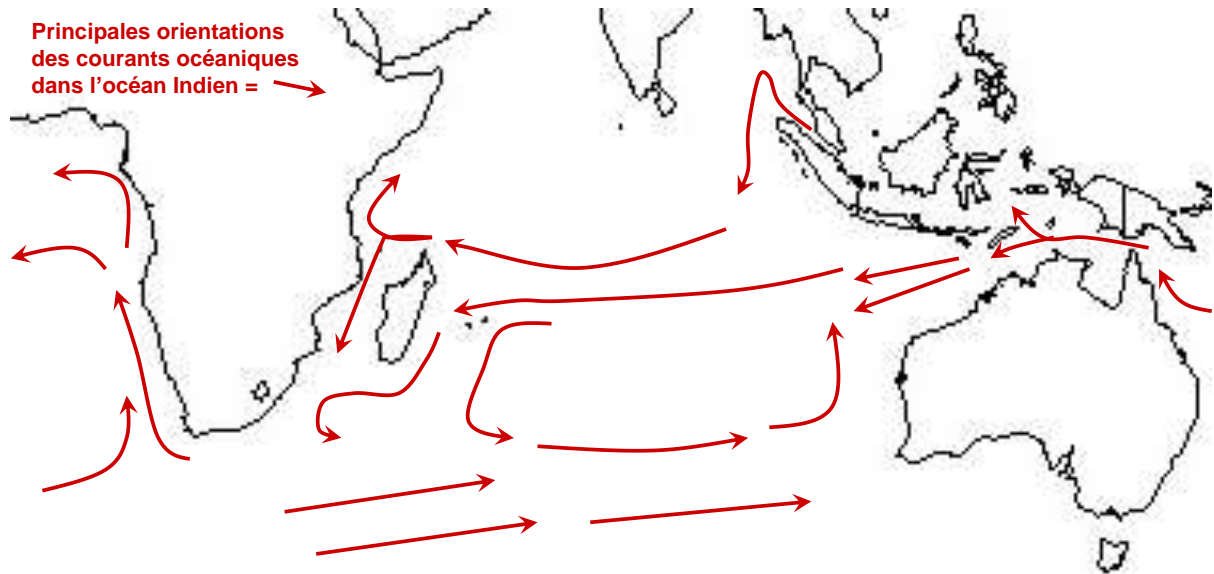 Principales orientations
des courants océaniques
dans l’océan Indien =